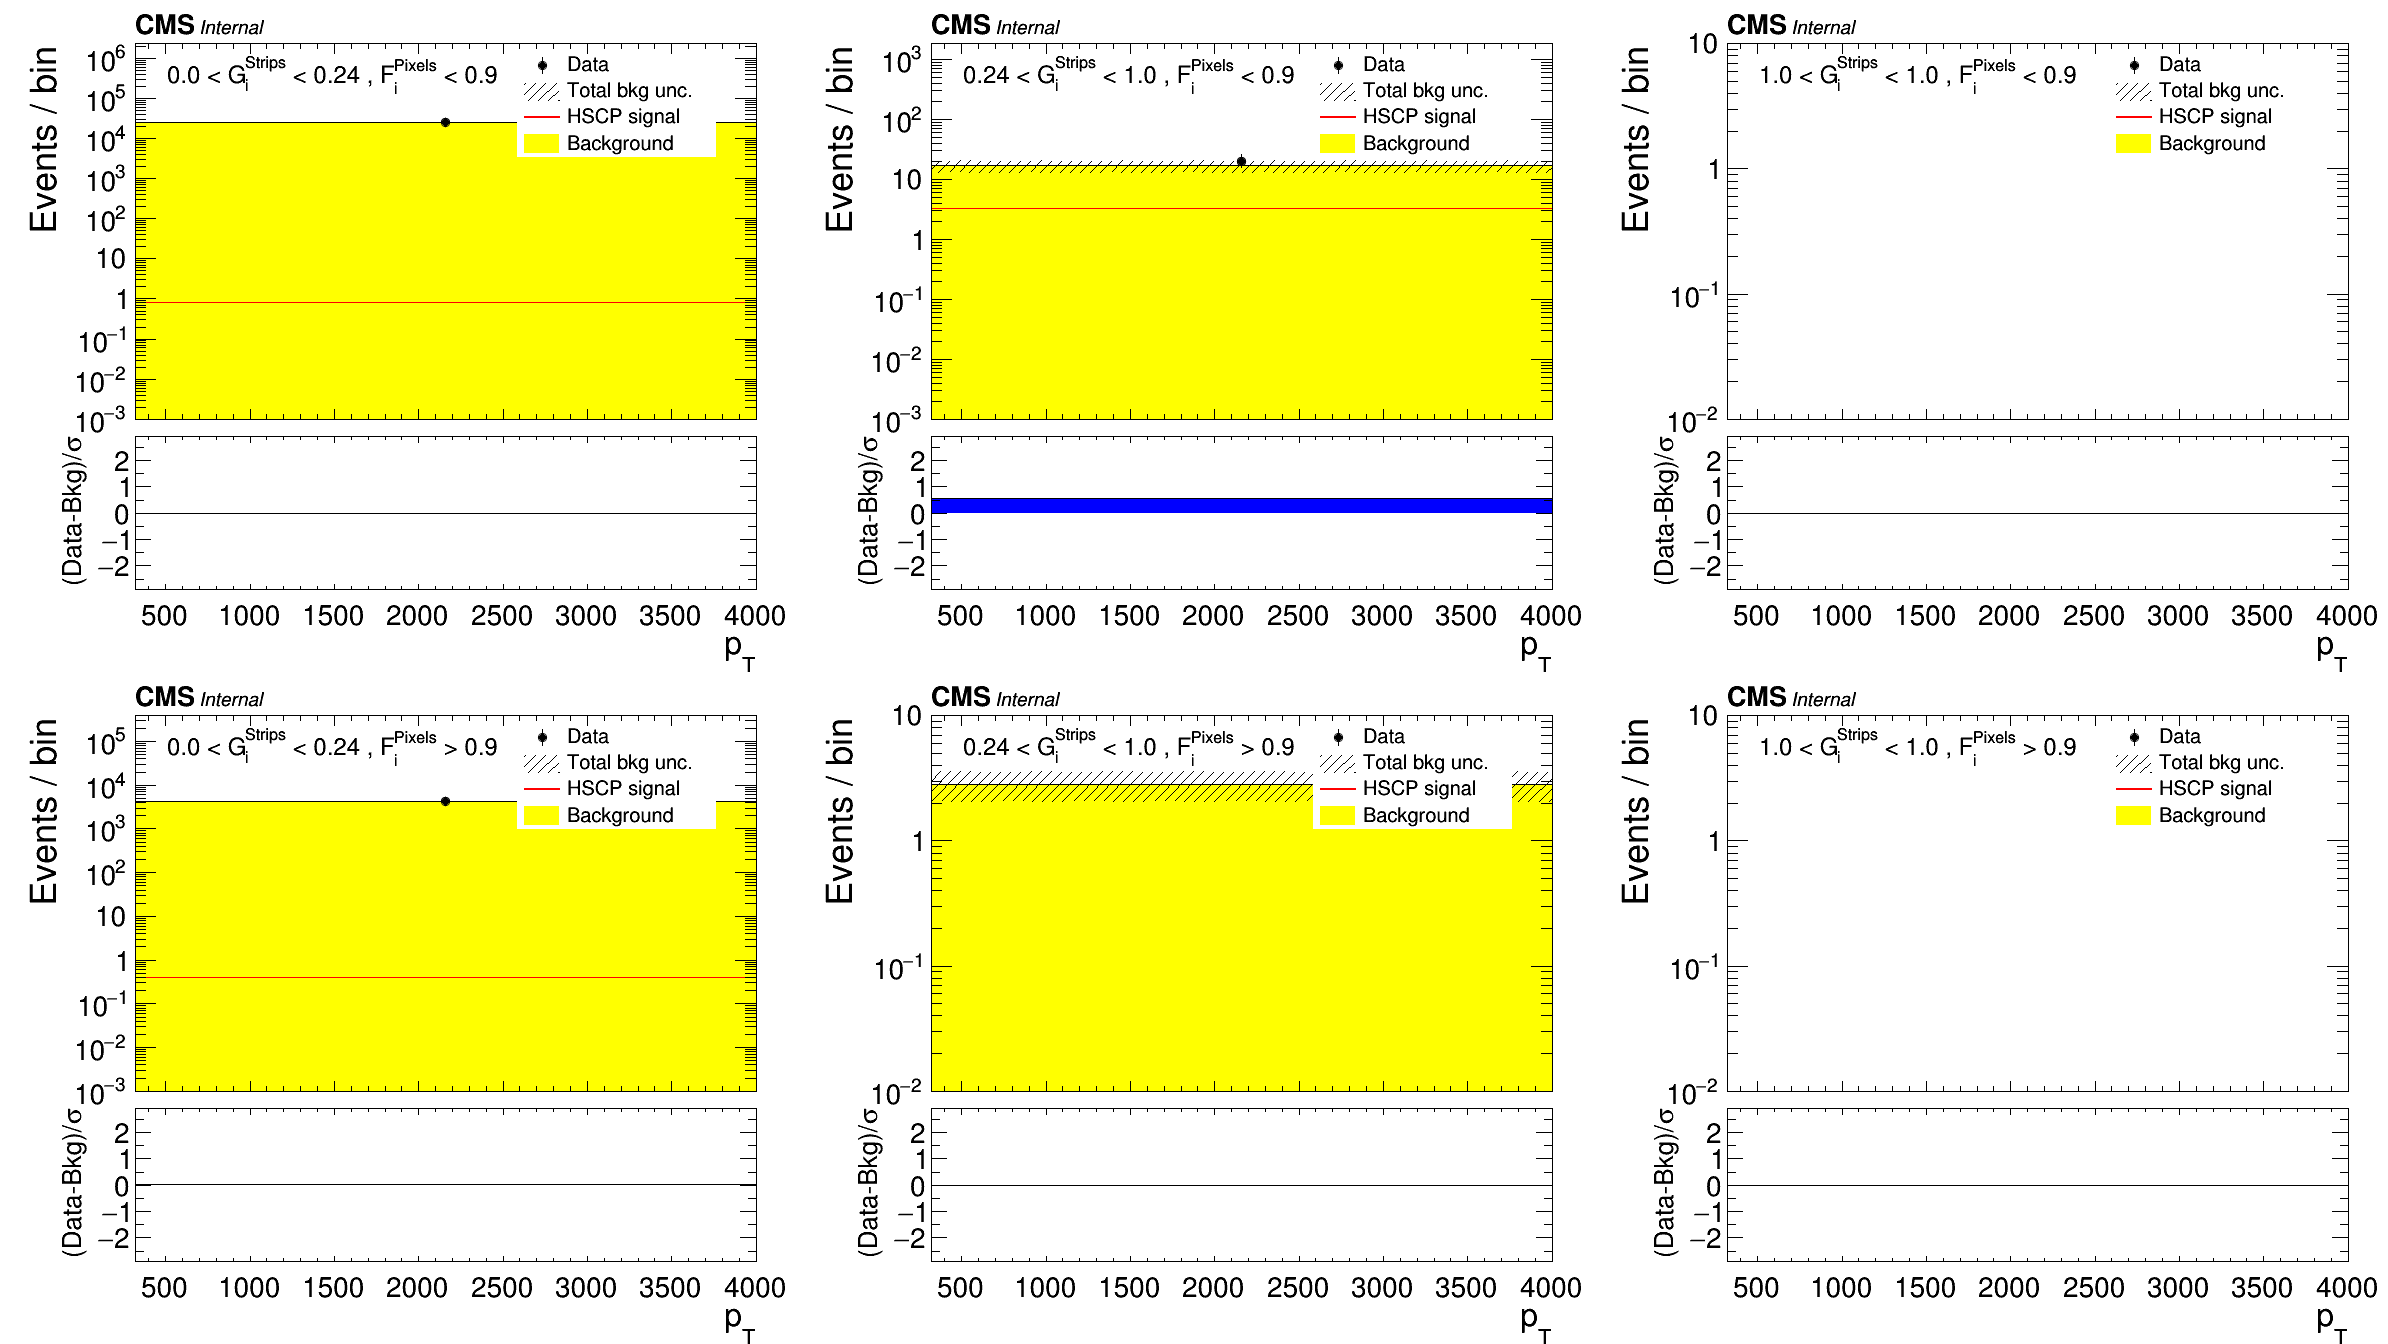 CMS Internal
Events / bin
0.0 < G_i^Strips < 0.24 , F_i^Pixels < 0.9
Data
Total bkg unc.
HSCP signal
Background
10^6
10^5
10^4
10^3
10^2
10
1
10^−1
10^−2
10^−3
(Data-Bkg)/σ
2
1
0
−1
−2
500 1000 1500 2000 2500 3000 3500 4000
p_T
CMS Internal
Events / bin
0.24 < G_i^Strips < 1.0 , F_i^Pixels < 0.9
Data
Total bkg unc.
HSCP signal
Background
10^3
10^2
10
1
10^−1
10^−2
10^−3
(Data-Bkg)/σ
2
1
0
−1
−2
500 1000 1500 2000 2500 3000 3500 4000
p_T
CMS Internal
Events / bin
1.0 < G_i^Strips < 1.0 , F_i^Pixels < 0.9
Data
Total bkg unc.
HSCP signal
Background
10
1
10^−1
10^−2
(Data-Bkg)/σ
2
1
0
−1
−2
500 1000 1500 2000 2500 3000 3500 4000
p_T
CMS Internal
Events / bin
0.0 < G_i^Strips < 0.24 , F_i^Pixels > 0.9
Data
Total bkg unc.
HSCP signal
Background
10^5
10^4
10^3
10^2
10
1
10^−1
10^−2
10^−3
(Data-Bkg)/σ
2
1
0
−1
−2
500 1000 1500 2000 2500 3000 3500 4000
p_T
CMS Internal
Events / bin
0.24 < G_i^Strips < 1.0 , F_i^Pixels > 0.9
Data
Total bkg unc.
HSCP signal
Background
10
1
10^−1
10^−2
(Data-Bkg)/σ
2
1
0
−1
−2
500 1000 1500 2000 2500 3000 3500 4000
p_T
CMS Internal
Events / bin
1.0 < G_i^Strips < 1.0 , F_i^Pixels > 0.9
Data
Total bkg unc.
HSCP signal
Background
10
1
10^−1
10^−2
(Data-Bkg)/σ
2
1
0
−1
−2
500 1000 1500 2000 2500 3000 3500 4000
p_T